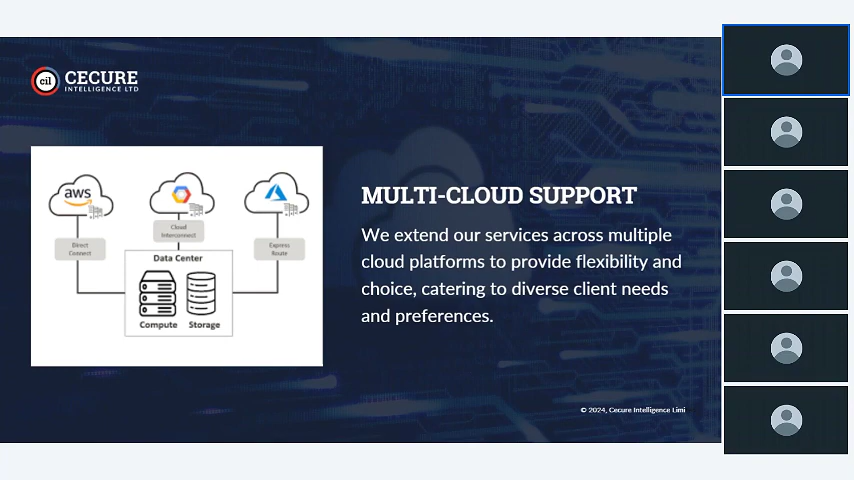 cil CECURE
INTELLIGENCE LTD
aws
Direct
Connect
Cloud
Interconnect
Express
Route
Data Center
Compute Storage
MULTI-CLOUD SUPPORT
We extend our services across multiple
cloud platforms to provide flexibility and
choice, catering to diverse client needs
and preferences.
© 2024, Cecure Intelligence Limi